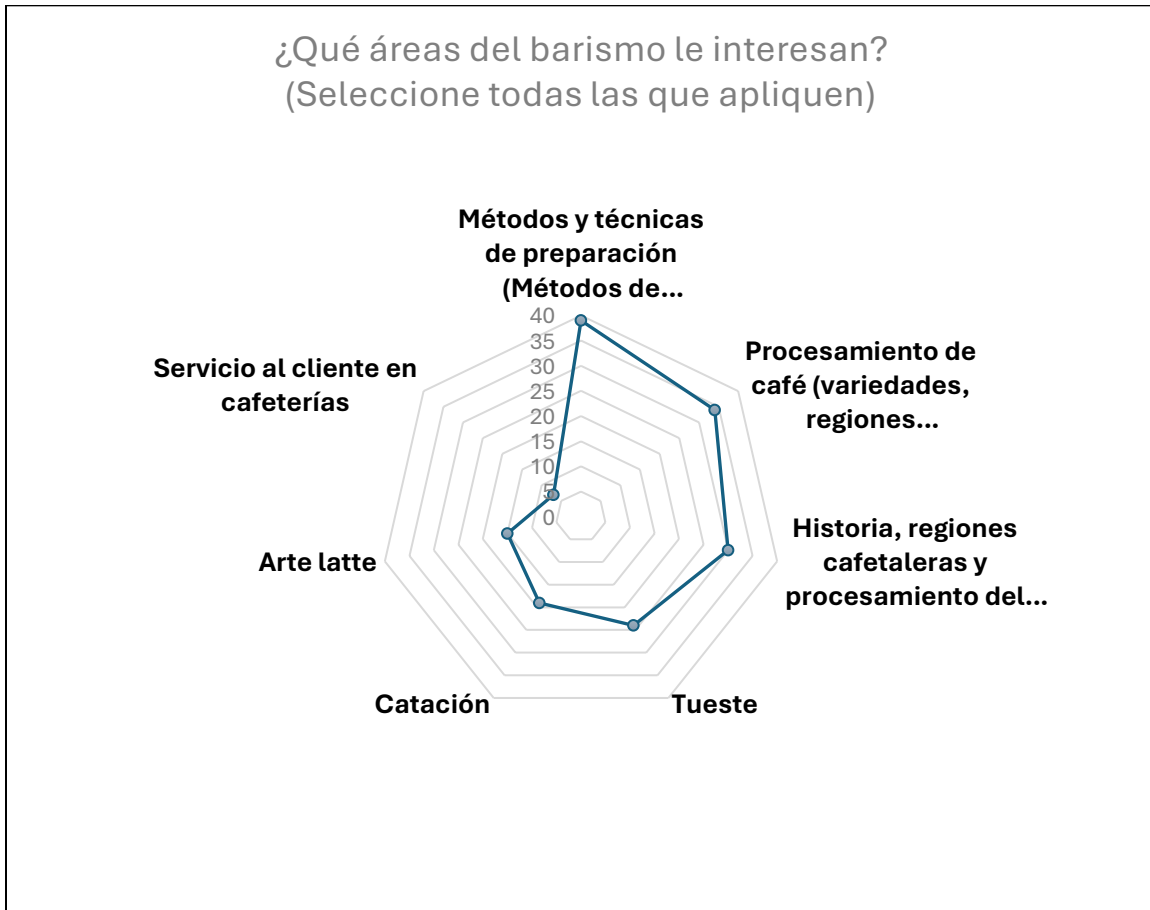 ¿Qué áreas del barismo le interesan?
(Seleccione todas las que apliquen)
Métodos y técnicas
de preparación
(Métodos de...
Procesamiento de
café (variedades,
regiones...
Historia, regiones
cafetaleras y
procesamiento del...
Tueste
Catación
Arte latte
Servicio al cliente en
cafeterías
40
35
30
25
20
15
10
5
0